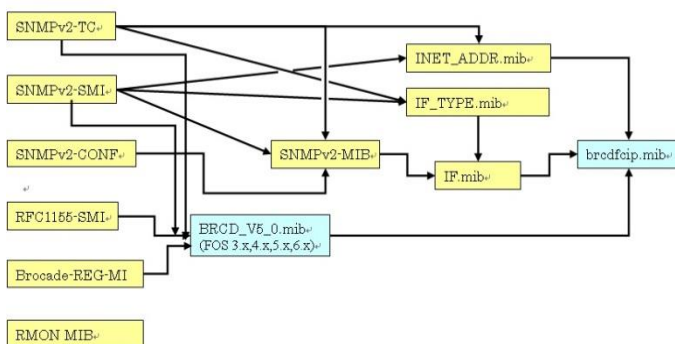 SNMPv2-TC
SNMPv2-SMI
INET_ADDR.mib
IF_TYPE.mib
SNMPv2-CONF
SNMPv2-MIB
IF.mib
brcdfcip.mib
RFC1155-SMI
BRCD_V5_0.mib
(FOS 3.x,4.x,5.x,6.x)
Brocade-REG-MI
RMON MIB